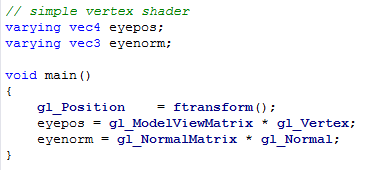 // simple vertex shader
varying vec4 eyepos;
varying vec3 eyenorm;
void main()
{
gl_Position = ftransform();
eyepos = gl_ModelViewMatrix * gl_Vertex;
eyenorm = gl_NormalMatrix * gl_Normal;
}